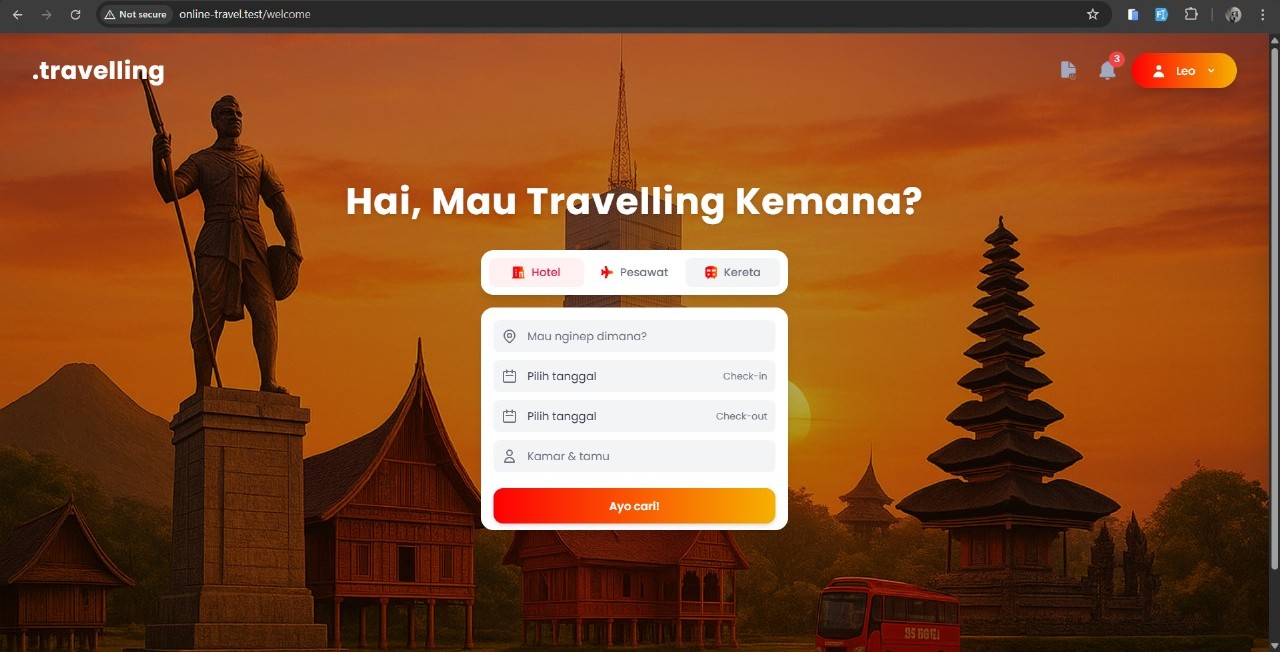 Not secure
online-travel.test/welcome
.travelling
3
Leo
Hai, Mau Travelling Kemana?
Hotel
Pesawat
Kereta
Mau nginep dimana?
Pilih tanggal
Check-in
Pilih tanggal
Check-out
Kamar & tamu
Ayo cari!